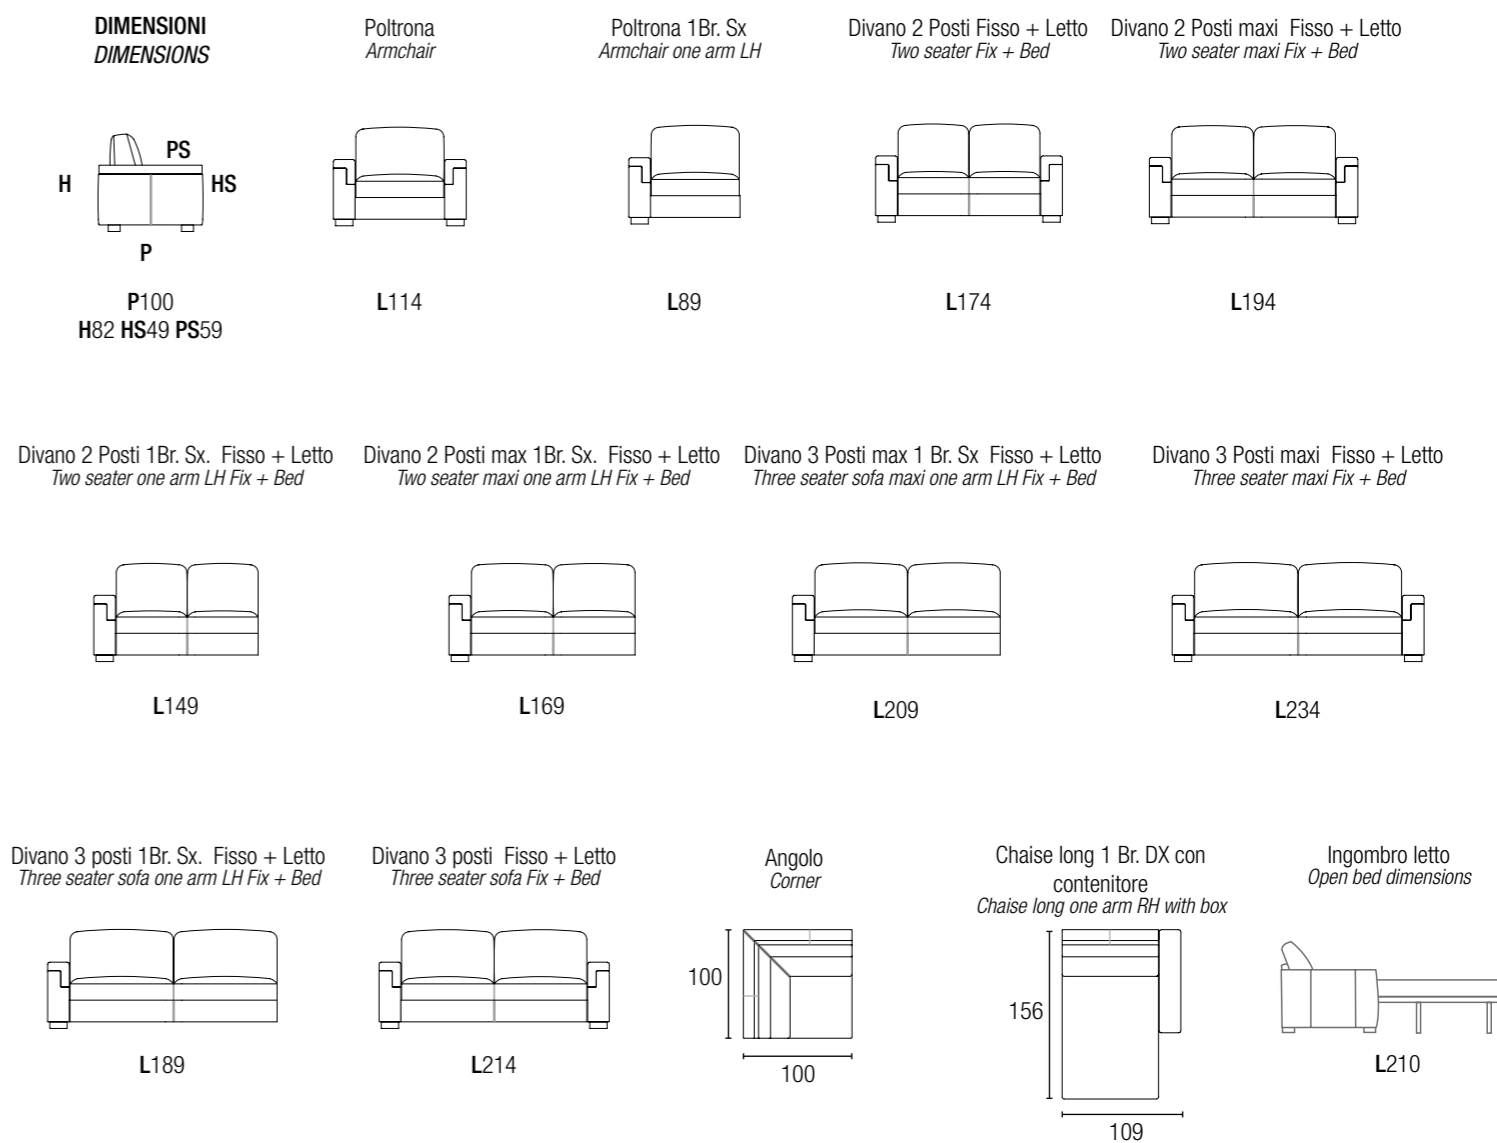 DIMENSIONI
DIMENSIONS
Poltrona
Armchair
Poltrona 1Br. Sx
Armchair one arm LH
Divano 2 Posti Fisso + Letto
Two seater Fix + Bed
Divano 2 Posti maxi  Fisso + Letto
Two seater maxi Fix + Bed
PS
H
HS
P
P100
H82 HS49 PS59
L114
L89
L174
L194
Divano 2 Posti 1Br. Sx.  Fisso + Letto
Two seater one arm LH Fix + Bed
Divano 2 Posti max 1Br. Sx.  Fisso + Letto
Two seater maxi one arm LH Fix + Bed
Divano 3 Posti max 1 Br. Sx  Fisso + Letto
Three seater sofa maxi one arm LH Fix + Bed
Divano 3 Posti maxi  Fisso + Letto
Three seater maxi Fix + Bed
L149
L169
L209
L234
Divano 3 posti 1Br. Sx.  Fisso + Letto
Three seater sofa one arm LH Fix + Bed
Divano 3 posti  Fisso + Letto
Three seater sofa Fix + Bed
Angolo
Corner
Chaise long 1 Br. DX con
contenitore
Chaise long one arm RH with box
Ingombro letto
Open bed dimensions
100
156
L189
L214
100
109
L210